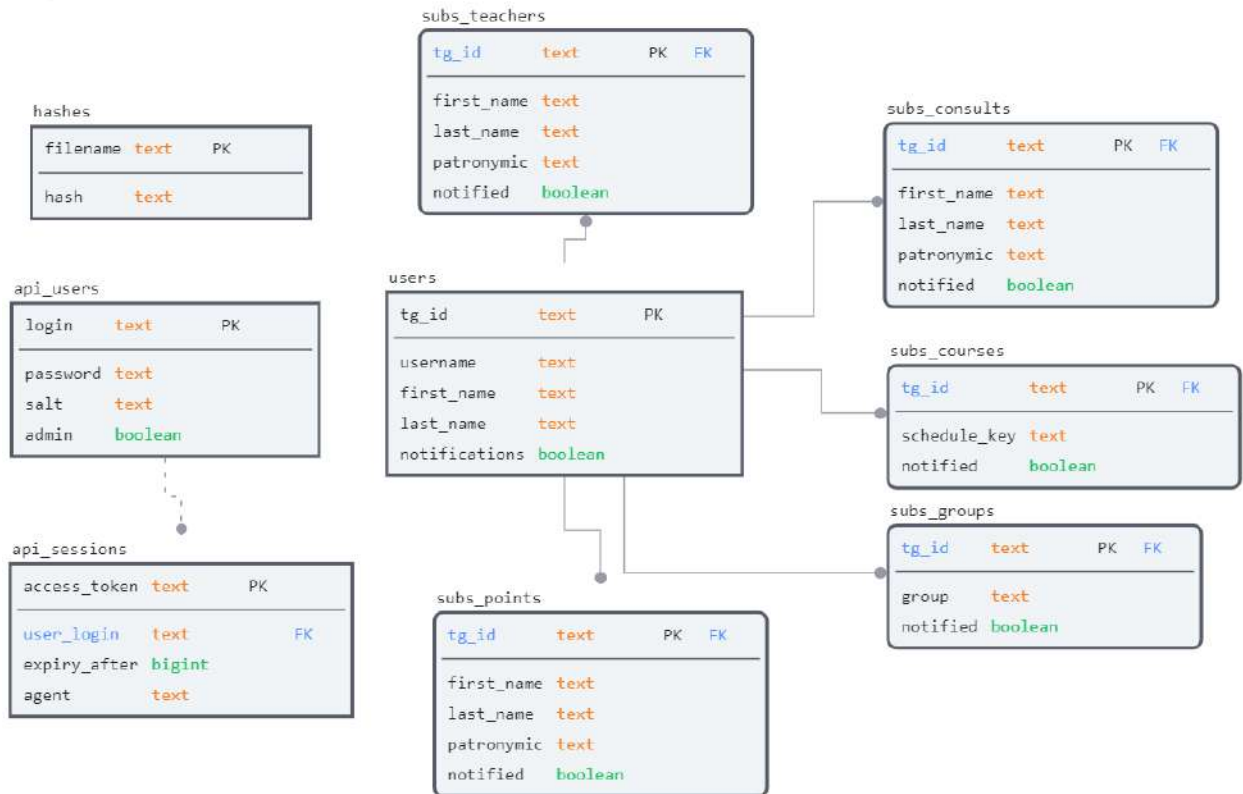 subs_teachers
tg_id text PK FK
first_name text
last_name text
patronymic text
notified boolean
hashes
filename text PK
hash text
subs_consults
tg_id text PK FK
first_name text
last_name text
patronymic text
notified boolean
users
tg_id text PK
username text
first_name text
last_name text
notifications boolean
api_users
login text PK
password text
salt text
admin boolean
subs_courses
tg_id text PK FK
schedule_key text
notified boolean
api_sessions
access_token text PK
user_login text FK
expiry_after bigint
agent text
subs_groups
tg_id text PK FK
group text
notified boolean
subs_points
tg_id text PK FK
first_name text
last_name text
patronymic text
notified boolean